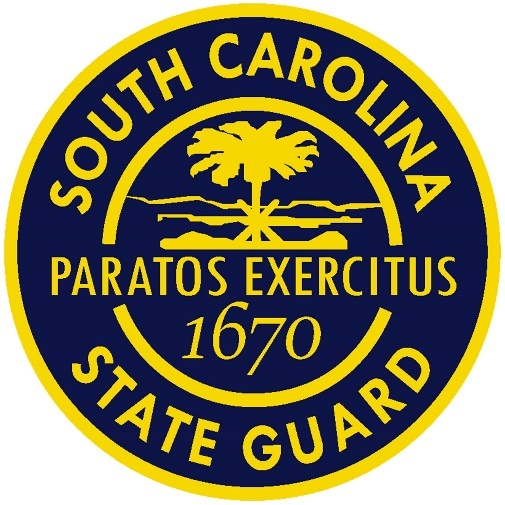 SOUTH CAROLINA
PARATOS EXERCITUS
1670
STATE GUARD